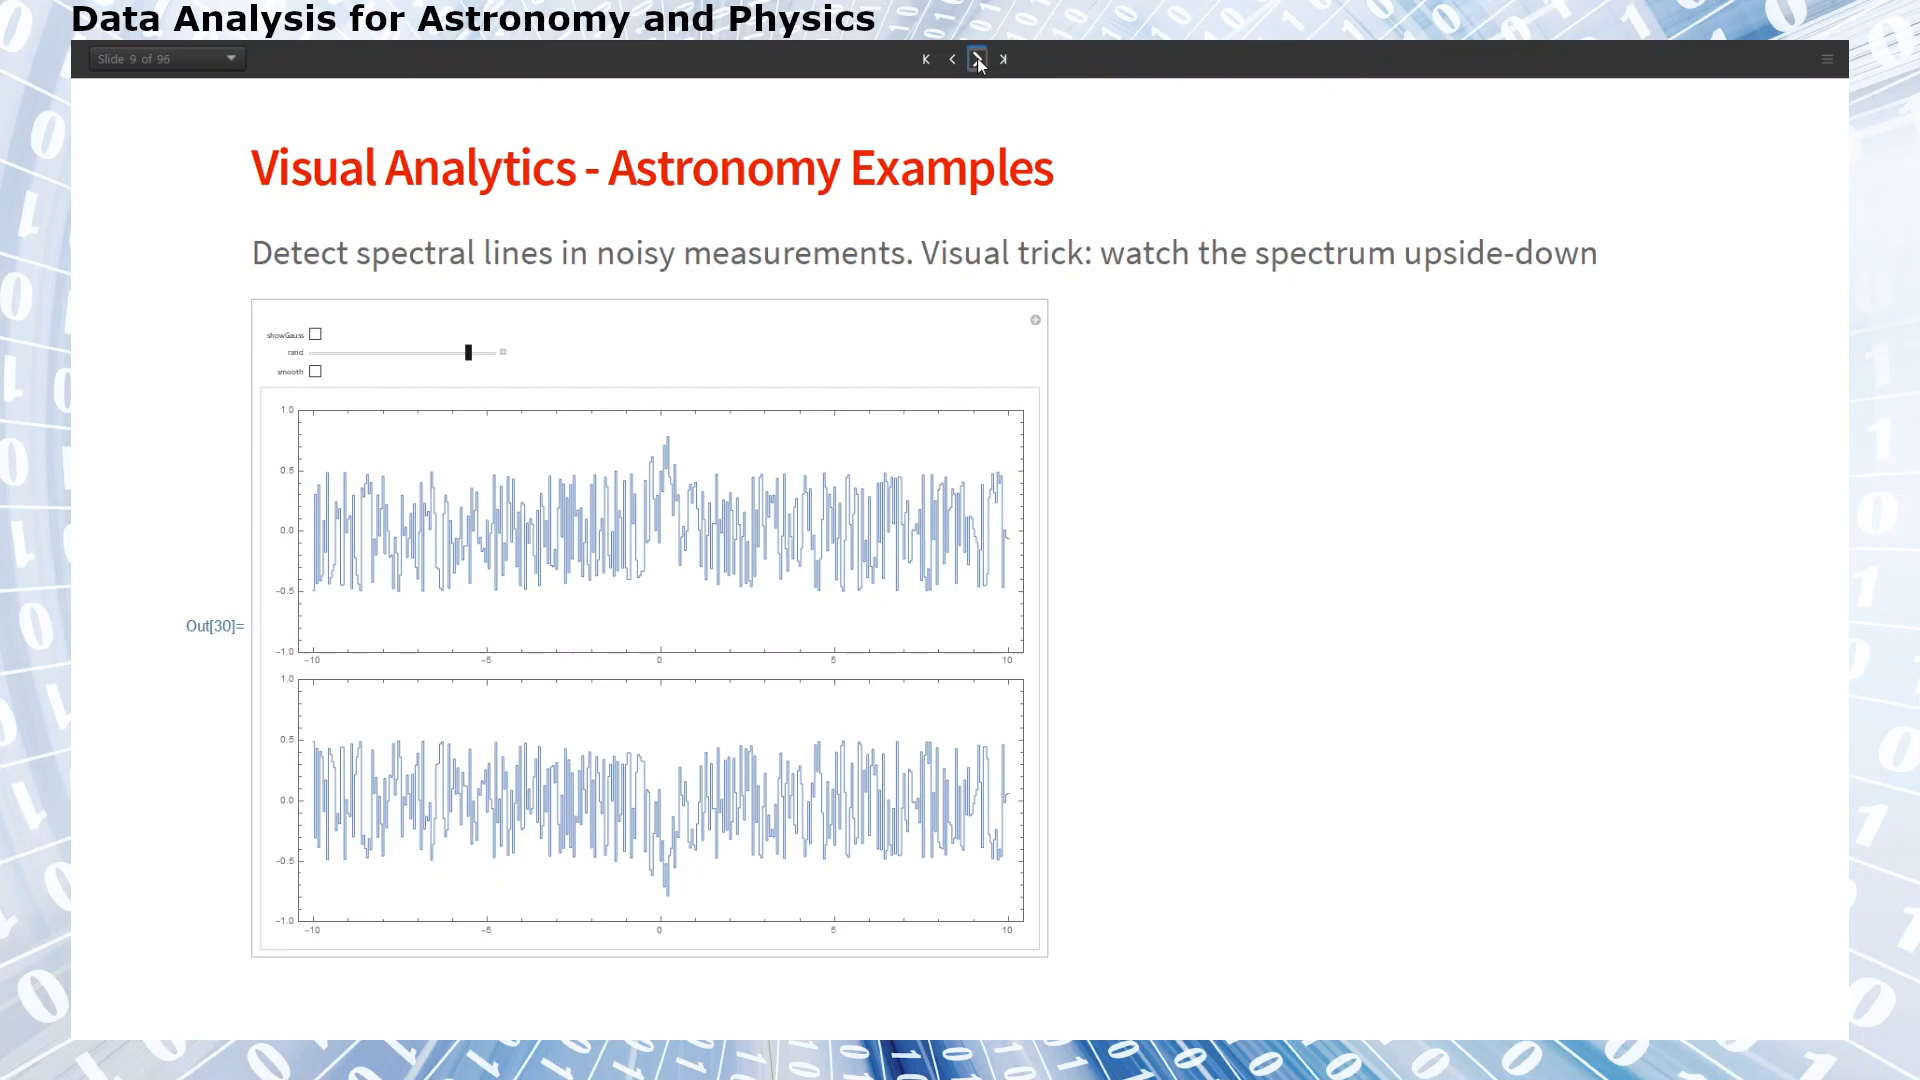 Data Analysis for Astronomy and Physics
Slide 9 of 96
Visual Analytics - Astronomy Examples
Detect spectral lines in noisy measurements. Visual trick: watch the spectrum upside-down
showGauss
rand
smooth
1.0
0.5
0.0
-0.5
-1.0
-10 -5 0 5 10
Out[30]=
1.0
0.5
0.0
-0.5
-1.0
-10 -5 0 5 10